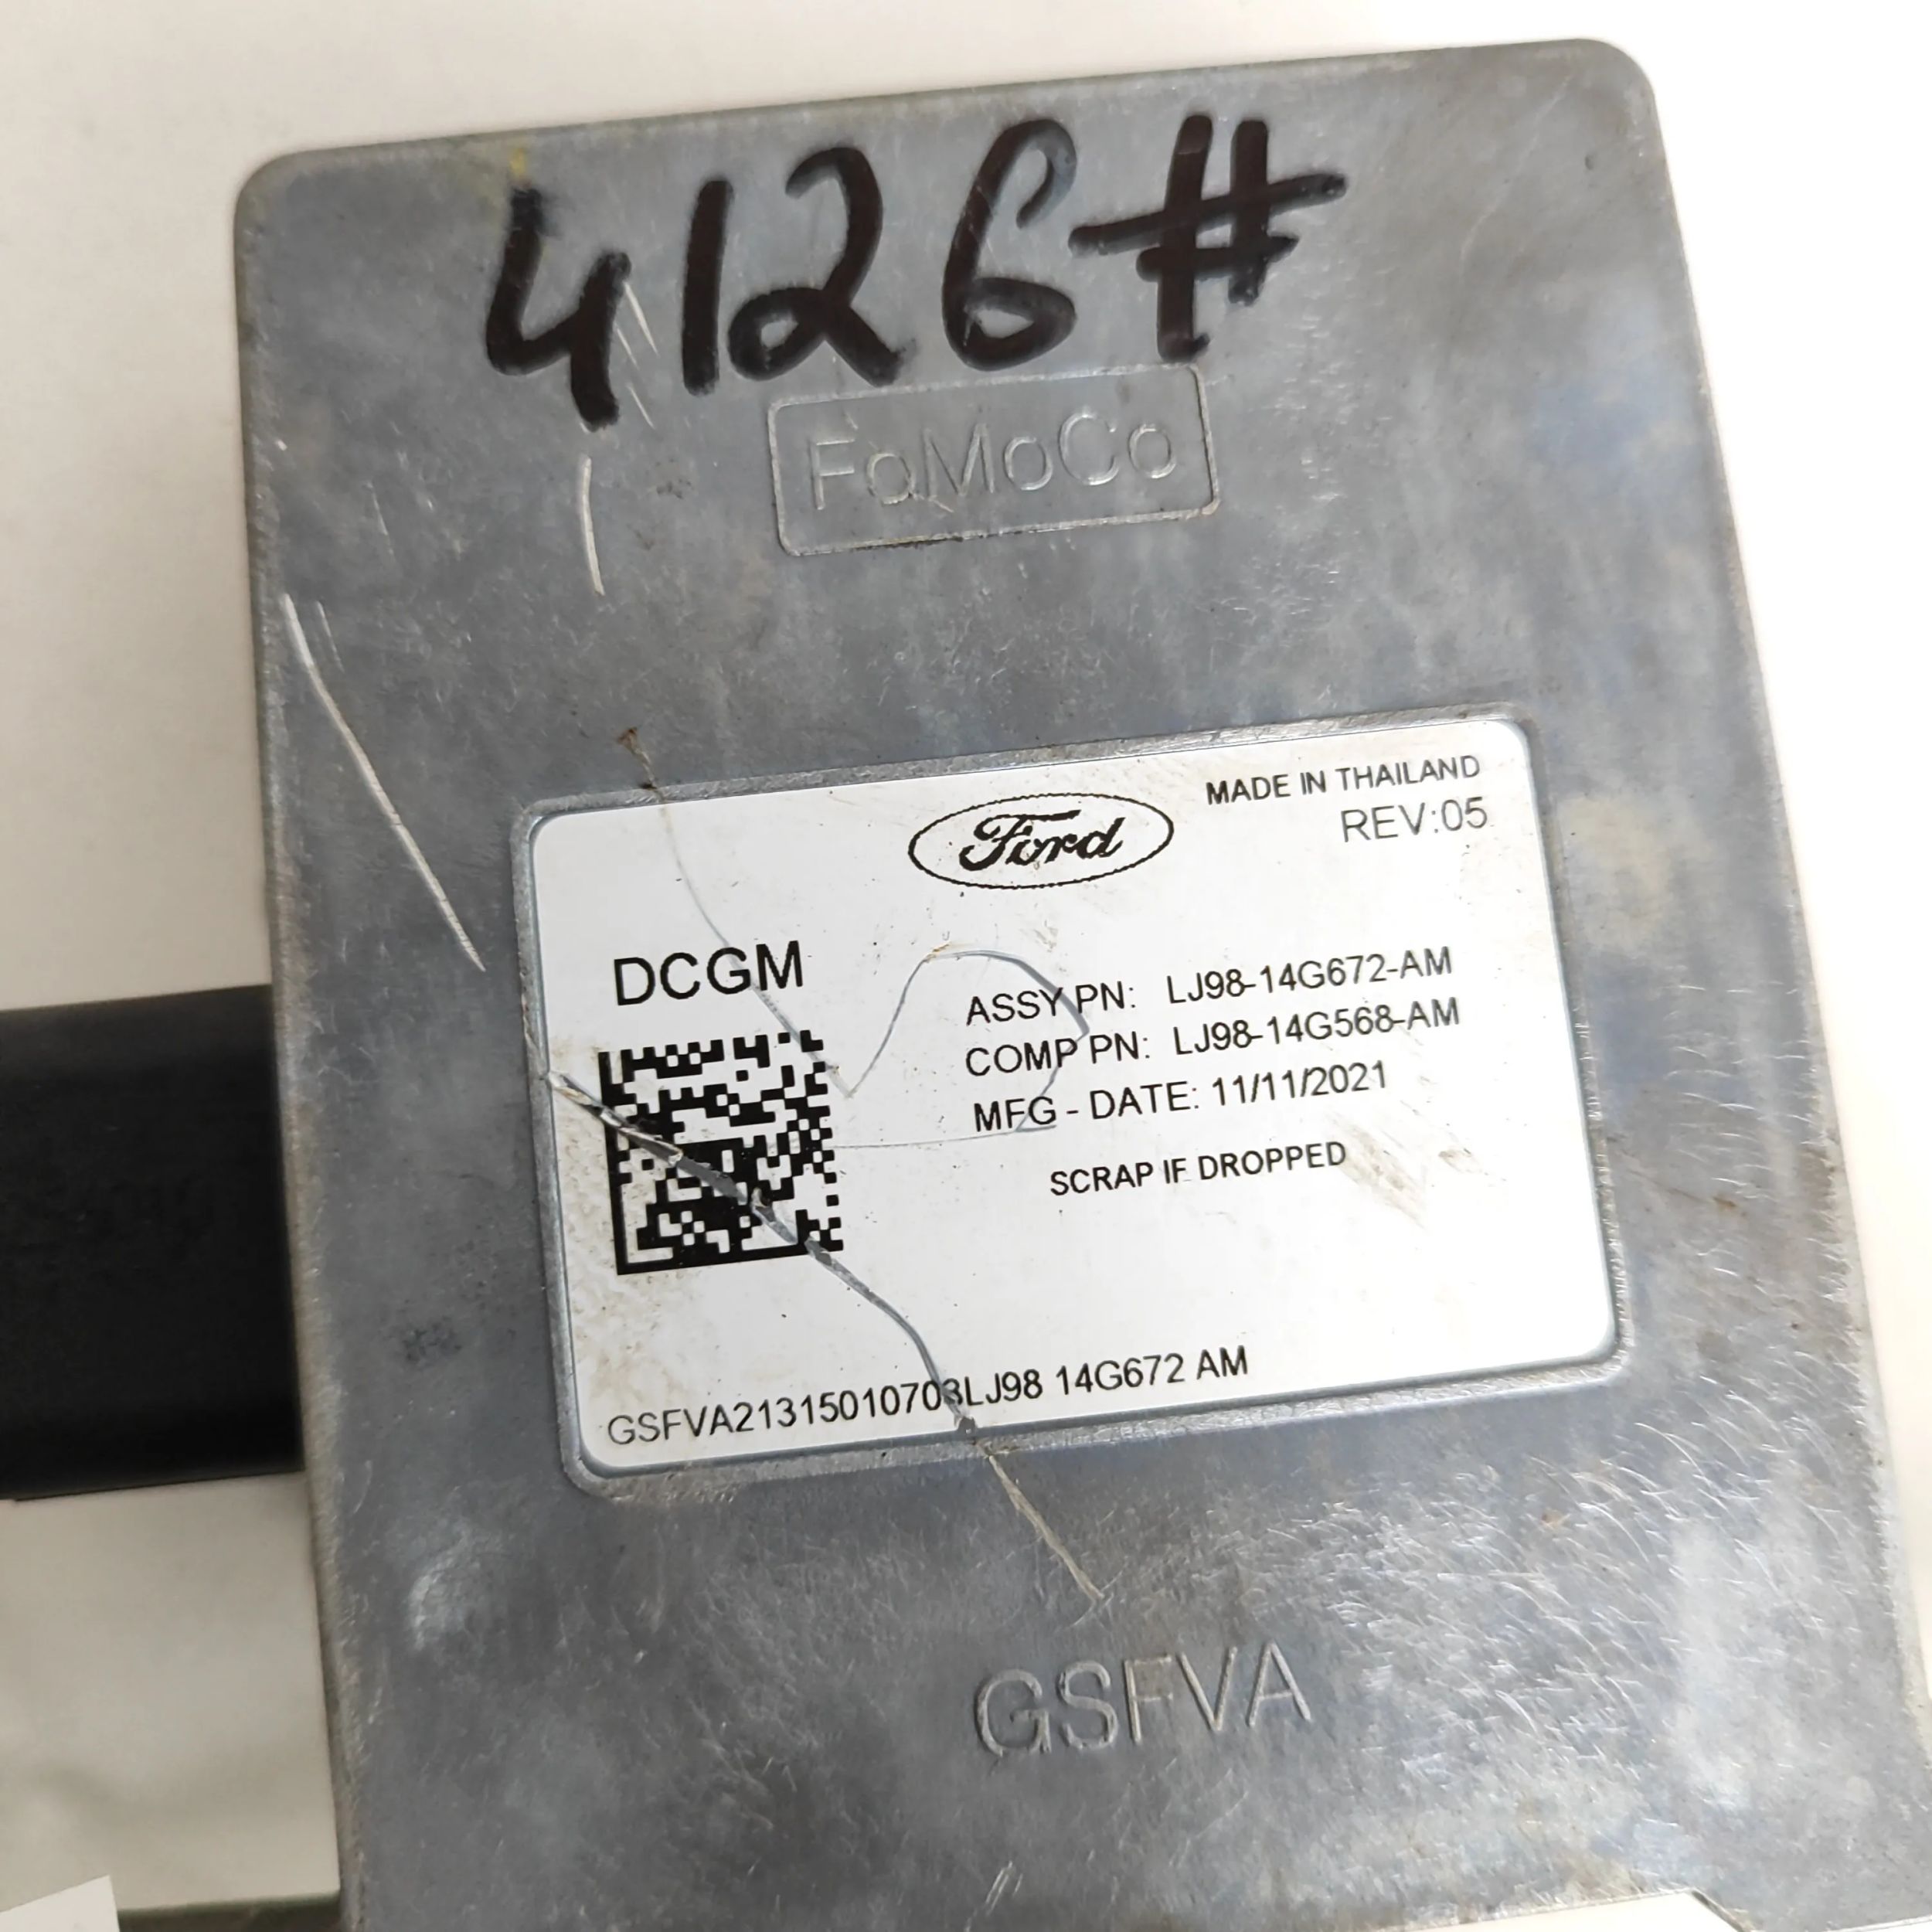 4126#
FoMoCo
Ford
MADE IN THAILAND
REV:05
DCGM
ASSY PN: LJ98-14G672-AM
COMP PN: LJ98-14G568-AM
MFG - DATE: 11/11/2021
SCRAP IF DROPPED
GSFVA21315010703LJ98 14G672 AM
GSFVA